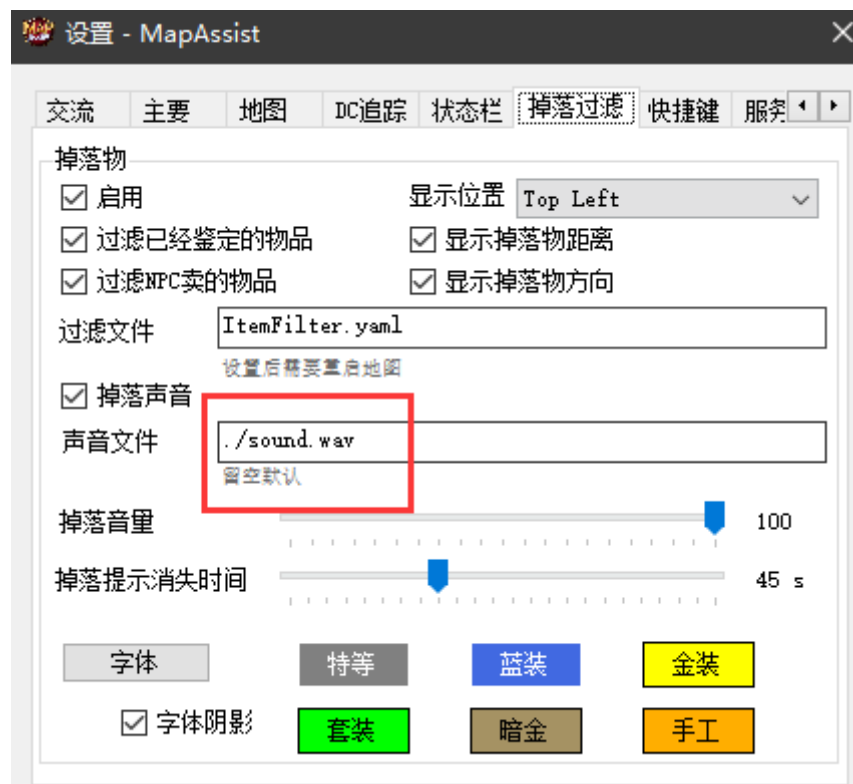 设置 - MapAssist
交流 主要 地图 DC追踪 状态栏 掉落过滤 快捷键
掉落物
启用 显示位置 Top Left
过滤已经鉴定的物品 显示掉落物距离
过滤NPC卖的物品 显示掉落物方向
过滤文件 ItemFilter.yaml
设置后需要重启地图
掉落声音
声音文件 ./sound.wav
留空默认
掉落音量 100
掉落提示消失时间 45 s
字体 特等 蓝装 金装
字体阴影 套装 暗金 手工